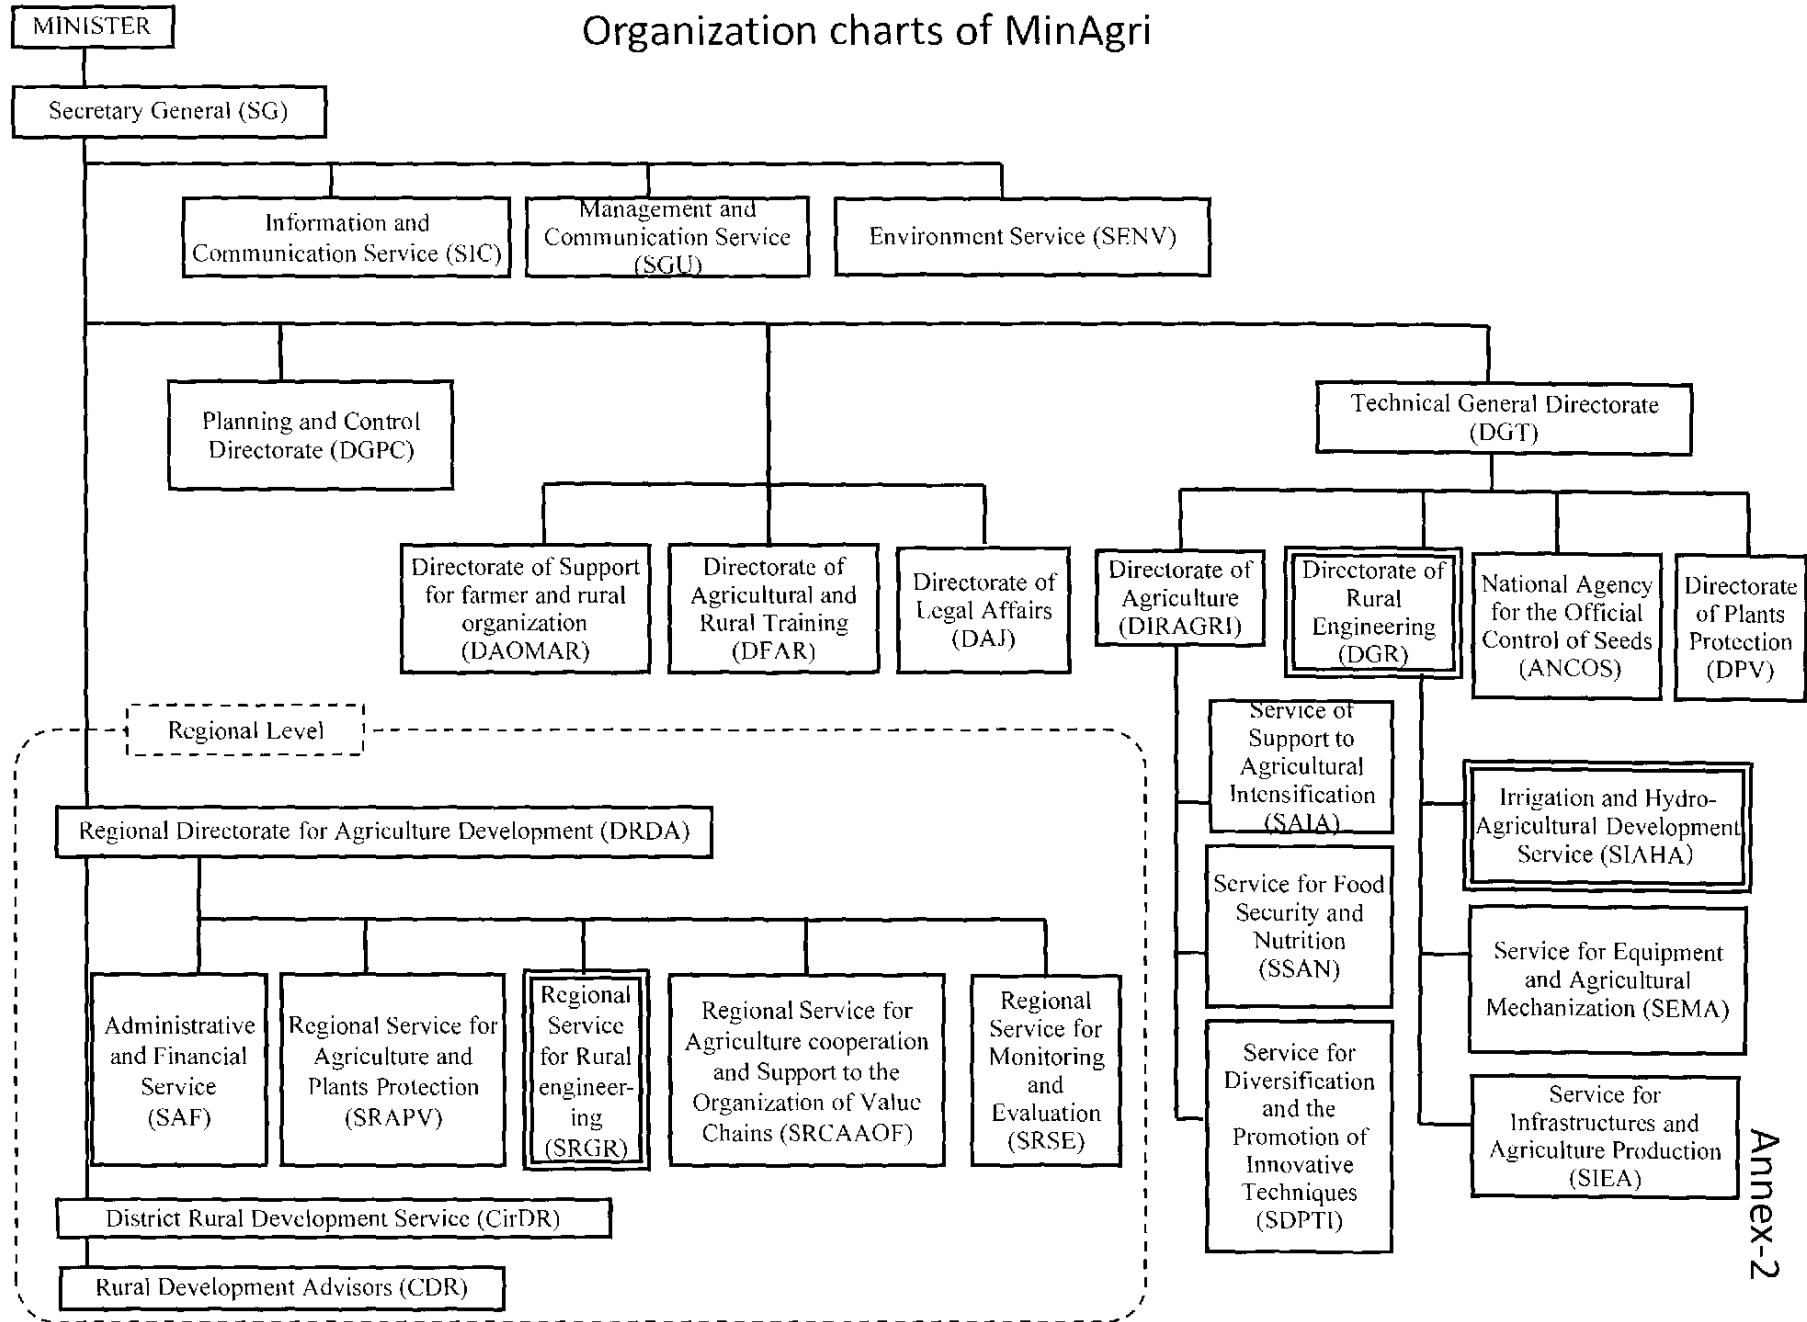 Organization charts of MinAgri
MINISTER
Secretary General (SG)
Information and
Communication Service (SIC)
Management and
Communication Service
(SGU)
Environment Service (SENV)
Planning and Control
Directorate (DGPC)
Technical General Directorate
(DGT)
Directorate of Support
for farmer and rural
organization
(DAOMAR)
Directorate of
Agricultural and
Rural Training
(DFAR)
Directorate of
Legal Affairs
(DAJ)
Directorate of
Agriculture
(DIRAGRI)
Directorate of
Rural
Engineering
(DGR)
National Agency
for the Official
Control of Seeds
(ANCOS)
Directorate
of Plants
Protection
(DPV)
Service of
Support to
Agricultural
Intensification
(SAIA)
Service for Food
Security and
Nutrition
(SSAN)
Service for
Diversification
and the
Promotion of
Innovative
Techniques
(SDPTI)
Irrigation and Hydro-
Agricultural Development
Service (SIAHA)
Service for Equipment
and Agricultural
Mechanization (SEMA)
Service for
Infrastructures and
Agriculture Production
(SIEA)
Regional Level
Regional Directorate for Agriculture Development (DRDA)
Administrative
and Financial
Service
(SAF)
Regional Service for
Agriculture and
Plants Protection
(SRAPV)
Regional
Service
for Rural
engineer-
ing
(SRGR)
Regional Service for
Agriculture cooperation
and Support to the
Organization of Value
Chains (SRCAAOF)
Regional
Service for
Monitoring
and
Evaluation
(SRSE)
District Rural Development Service (CirDR)
Rural Development Advisors (CDR)
Annex-2